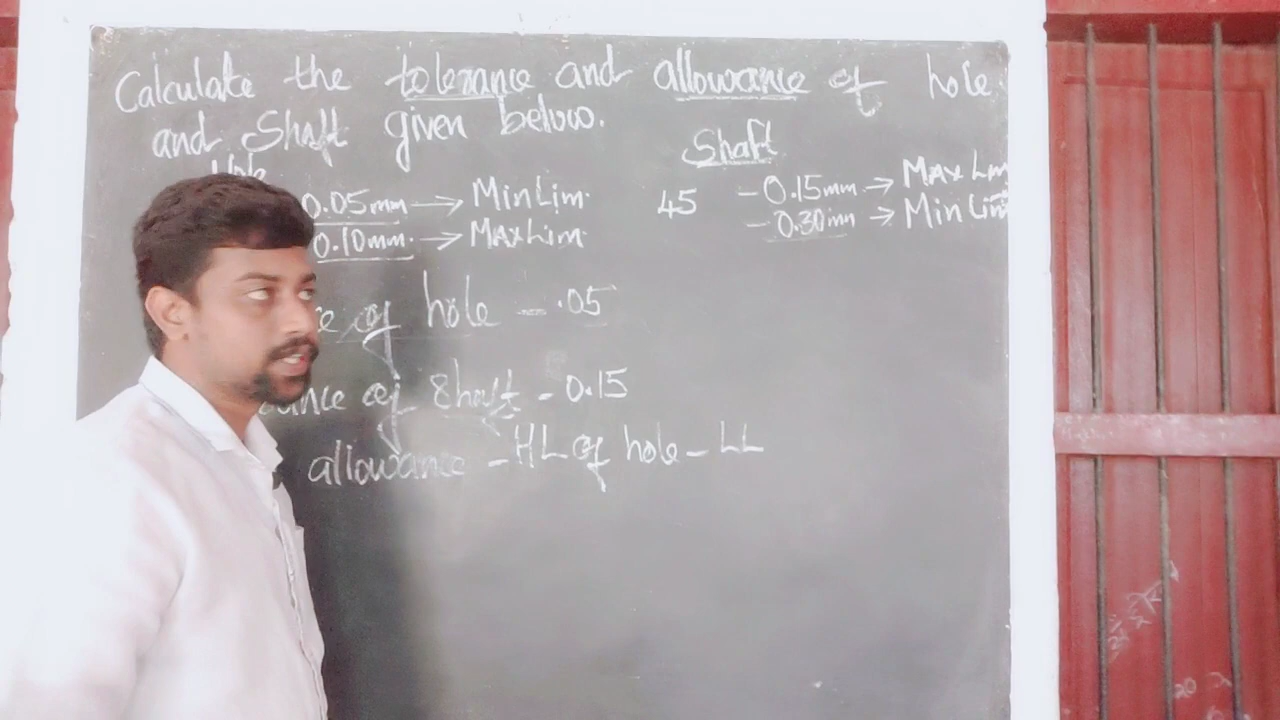 Calculate the tolerance and allowance of hole
and Shaft given below.
Shaft
0.05mm → Min Lim.
0.10mm. → Max Lim.
45 -0.15mm → Max Lim
-0.30mm → Min Lim
of hole - .05
of Shaft - 0.15
allowance - HL of hole - LL